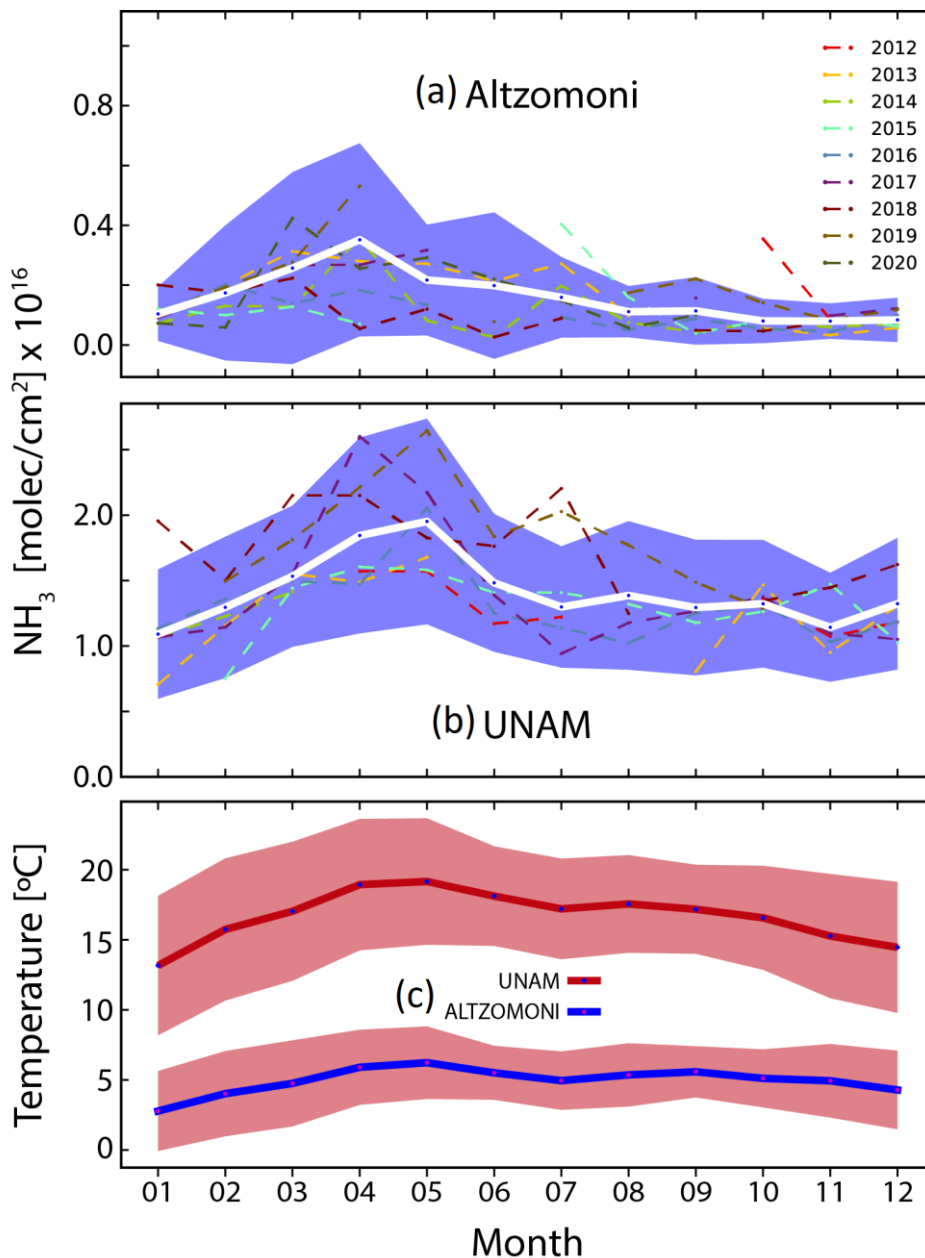 NH₃ [molec/cm²] x 10¹⁶
(a) Altzomoni
0.8
0.4
0.0
2012
2013
2014
2015
2016
2017
2018
2019
2020
2.0
1.0
0.0
(b) UNAM
Temperature [ºC]
20
15
10
5
0
(c)
UNAM
ALTZOMONI
01 02 03 04 05 06 07 08 09 10 11 12
Month